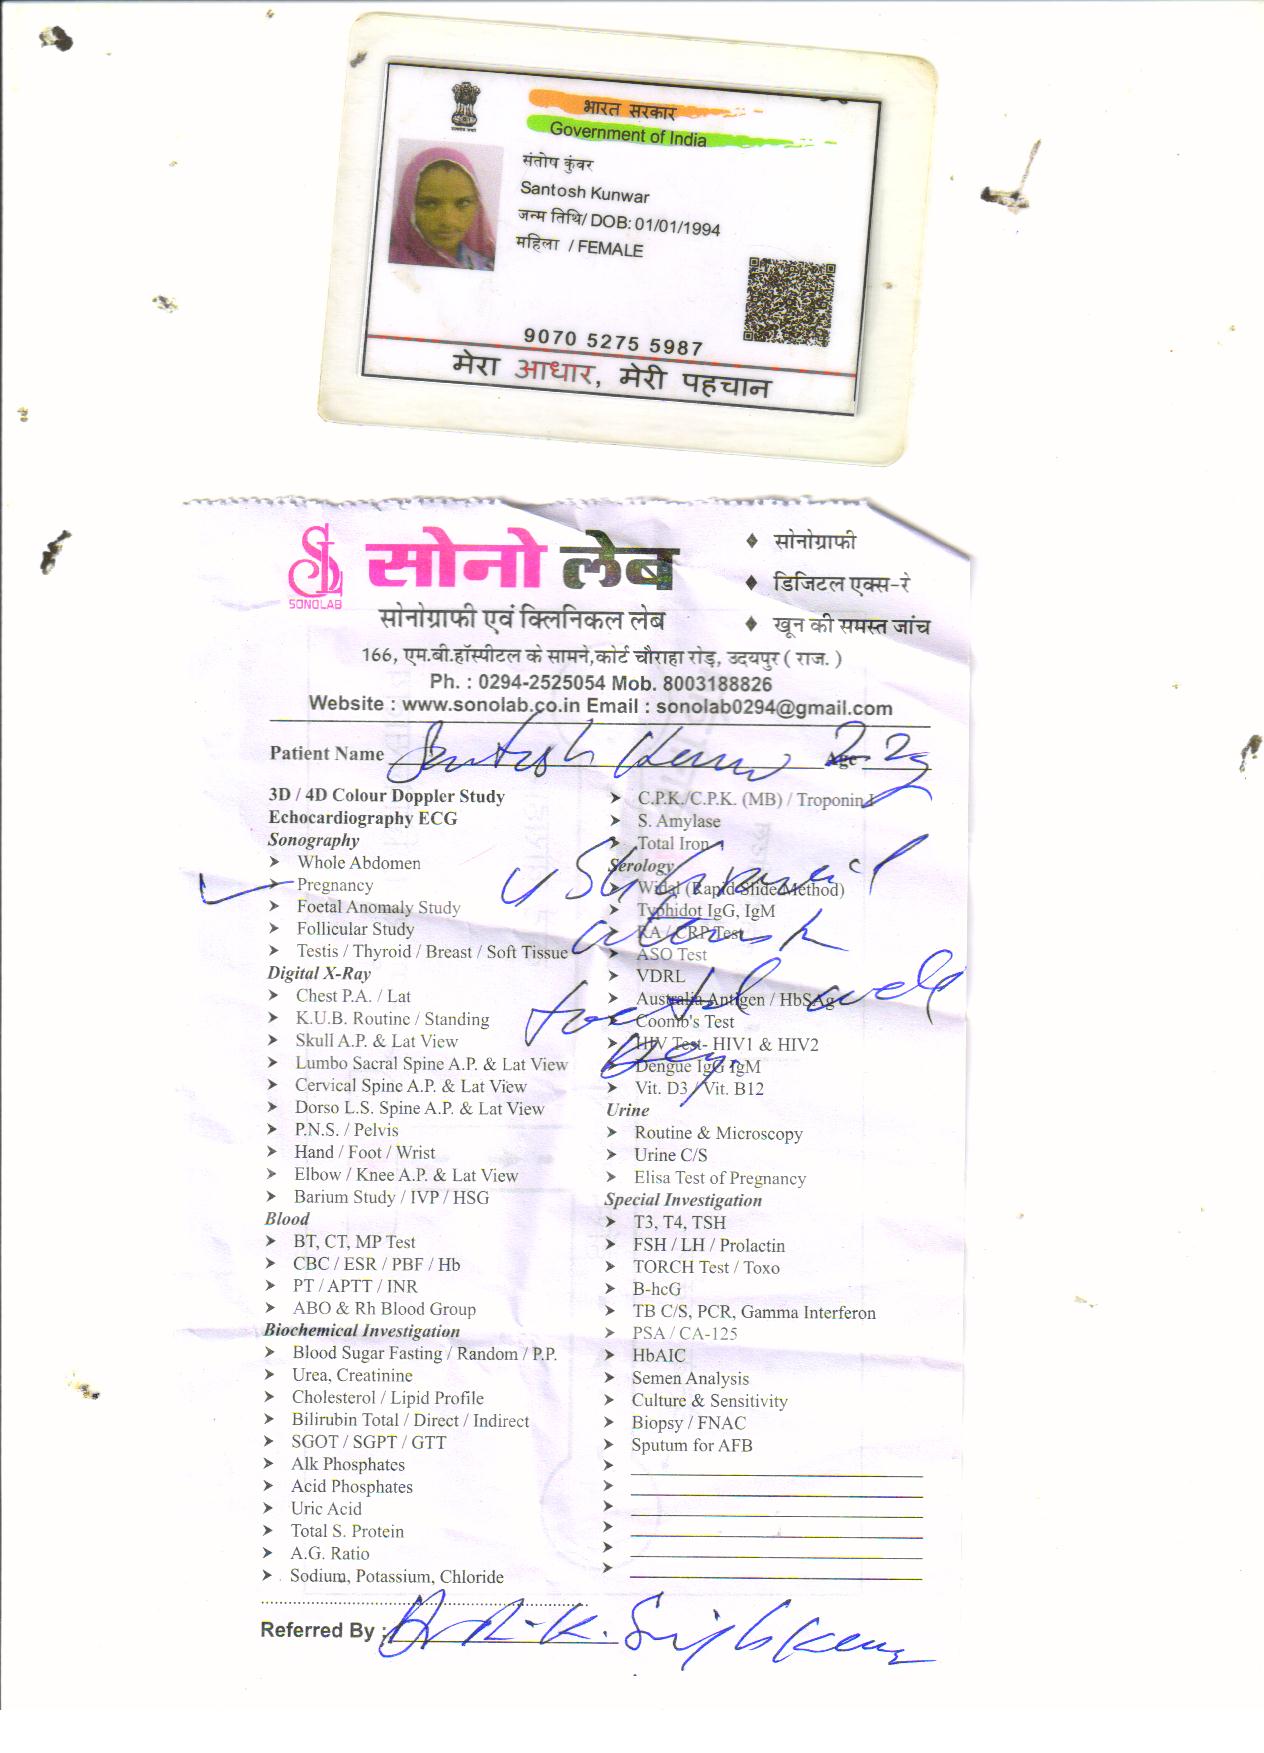 भारत सरकार
Government of India
संतोष कुंवर
Santosh Kunwar
जन्म तिथि/ DOB: 01/01/1994
महिला / FEMALE
9070 5275 5987
मेरा आधार, मेरी पहचान
SONOLAB
सोनो लेब
सोनोग्राफी एवं क्लिनिकल लेब
♦ सोनोग्राफी
♦ डिजिटल एक्स-रे
♦ खून की समस्त जांच
166, एम.बी.हॉस्पीटल के सामने,कोर्ट चौराहा रोड़, उदयपुर ( राज. )
Ph. : 0294-2525054 Mob. 8003188826
Website : www.sonolab.co.in Email : sonolab0294@gmail.com
Patient Name Santosh Age
3D / 4D Colour Doppler Study
Echocardiography ECG
Sonography
➤ Whole Abdomen
➤ Pregnancy
➤ Foetal Anomaly Study
➤ Follicular Study
➤ Testis / Thyroid / Breast / Soft Tissue
Digital X-Ray
➤ Chest P.A. / Lat
➤ K.U.B. Routine / Standing
➤ Skull A.P. & Lat View
➤ Lumbo Sacral Spine A.P. & Lat View
➤ Cervical Spine A.P. & Lat View
➤ Dorso L.S. Spine A.P. & Lat View
➤ P.N.S. / Pelvis
➤ Hand / Foot / Wrist
➤ Elbow / Knee A.P. & Lat View
➤ Barium Study / IVP / HSG
Blood
➤ BT, CT, MP Test
➤ CBC / ESR / PBF / Hb
➤ PT / APTT / INR
➤ ABO & Rh Blood Group
Biochemical Investigation
➤ Blood Sugar Fasting / Random / P.P.
➤ Urea, Creatinine
➤ Cholesterol / Lipid Profile
➤ Bilirubin Total / Direct / Indirect
➤ SGOT / SGPT / GTT
➤ Alk Phosphates
➤ Acid Phosphates
➤ Uric Acid
➤ Total S. Protein
➤ A.G. Ratio
➤ Sodium, Potassium, Chloride
➤ C.P.K./C.P.K. (MB) / Troponin I
➤ S. Amylase
➤ Total Iron
Serology
➤ Widal (Rapid Slide Method)
➤ Typhidot IgG, IgM
➤ RA / CRP Test
➤ ASO Test
➤ VDRL
➤ Australia Antigen / HbSAg
➤ Coomb's Test
➤ HIV Test- HIV1 & HIV2
➤ Dengue IgG IgM
➤ Vit. D3 / Vit. B12
Urine
➤ Routine & Microscopy
➤ Urine C/S
➤ Elisa Test of Pregnancy
Special Investigation
➤ T3, T4, TSH
➤ FSH / LH / Prolactin
➤ TORCH Test / Toxo
➤ B-hcG
➤ TB C/S, PCR, Gamma Interferon
➤ PSA / CA-125
➤ HbAIC
➤ Semen Analysis
➤ Culture & Sensitivity
➤ Biopsy / FNAC
➤ Sputum for AFB
Referred By :